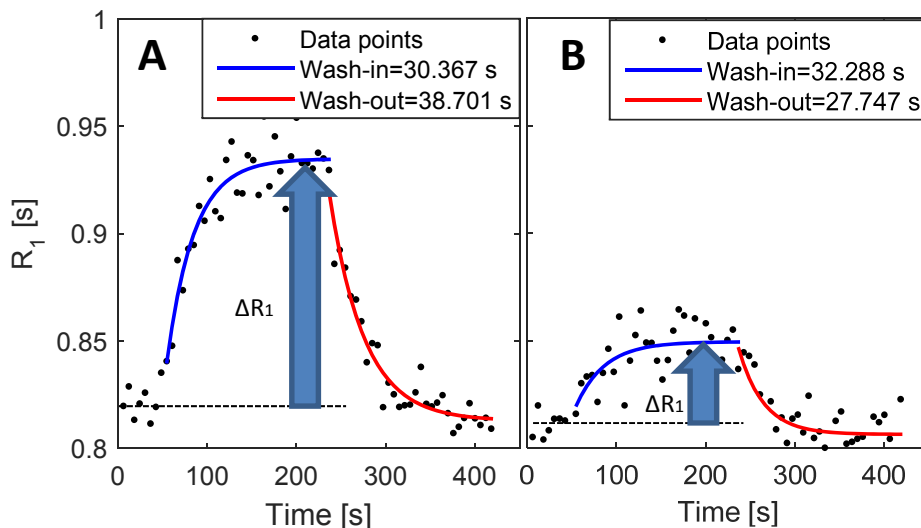 A
Data points
Wash-in=30.367 s
Wash-out=38.701 s
B
Data points
Wash-in=32.288 s
Wash-out=27.747 s
1
0.95
0.9
0.85
0.8
R1 [s]
ΔR1
ΔR1
0 100 200 300 400
0 100 200 300 400
Time [s]
Time [s]